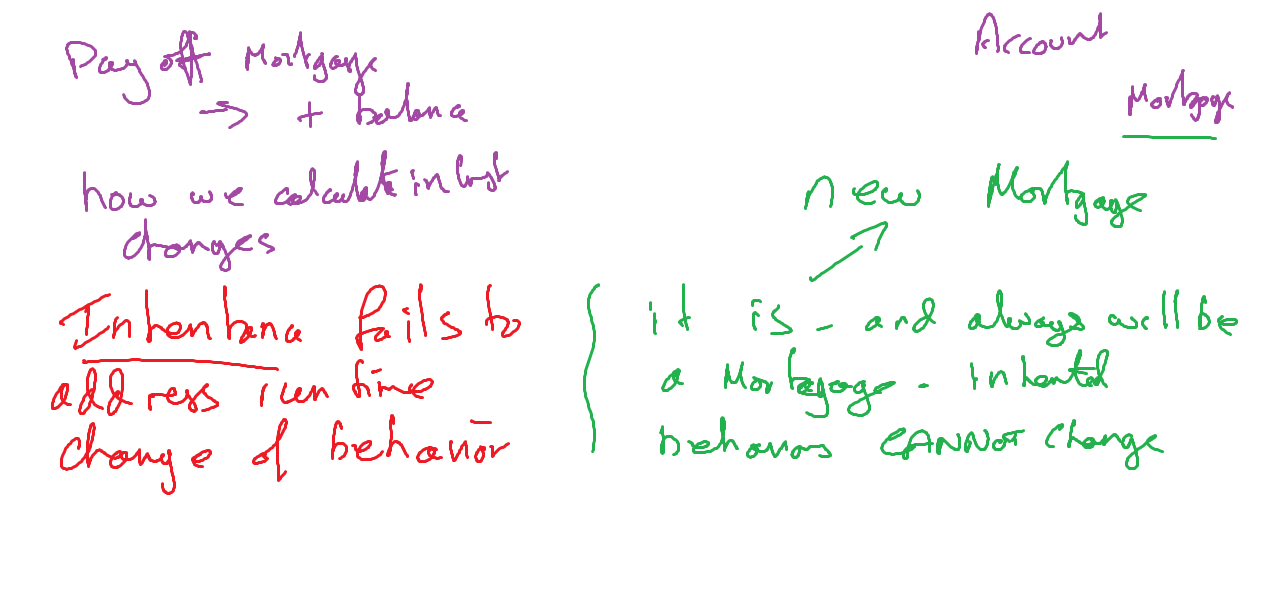 Pay off Mortgage
→ + balance
how we calculate intrest
changes
Inheritance fails to
address run time
change of behavior
Account
Mortgage
new Mortgage
it is - and always will be
a Mortgage - inherited
behaviors CANNOT change